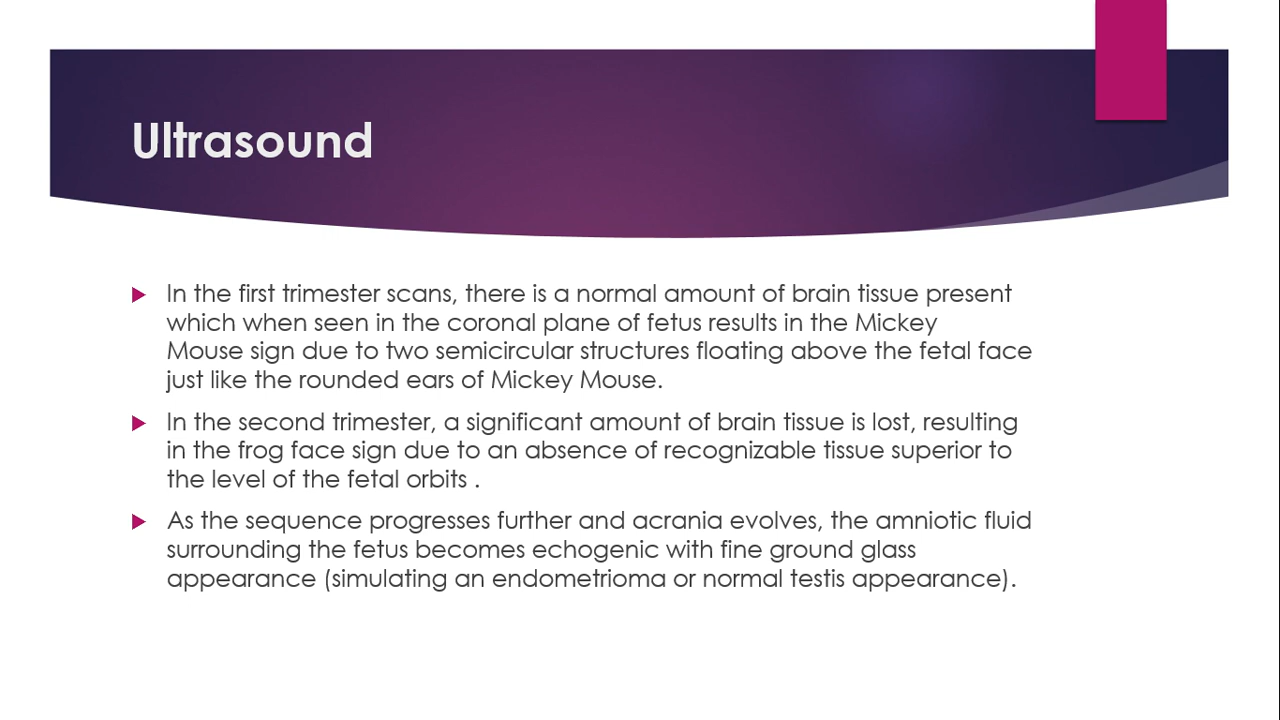 Ultrasound
In the first trimester scans, there is a normal amount of brain tissue present
which when seen in the coronal plane of fetus results in the Mickey
Mouse sign due to two semicircular structures floating above the fetal face
just like the rounded ears of Mickey Mouse.
In the second trimester, a significant amount of brain tissue is lost, resulting
in the frog face sign due to an absence of recognizable tissue superior to
the level of the fetal orbits .
As the sequence progresses further and acrania evolves, the amniotic fluid
surrounding the fetus becomes echogenic with fine ground glass
appearance (simulating an endometrioma or normal testis appearance).